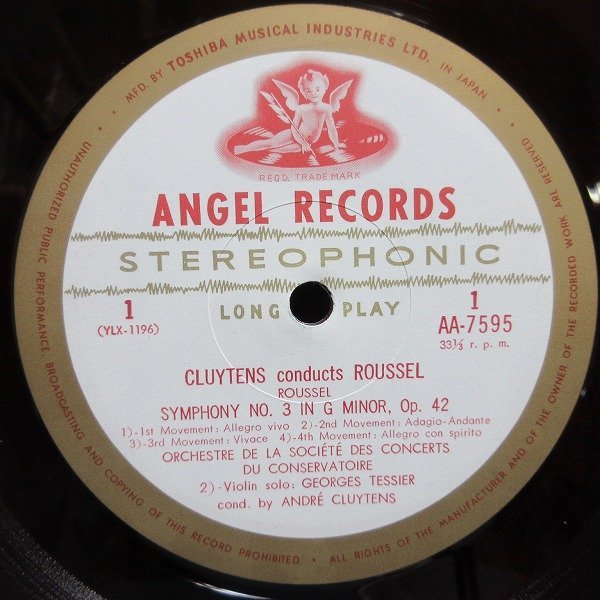 MFD. BY TOSHIBA MUSICAL INDUSTRIES LTD. IN JAPAN
REGD. TRADE MARK
ANGEL RECORDS
STEREOPHONIC
LONG PLAY
1
(YLX-1196)
1
AA-7595
33⅓ r. p. m.
CLUYTENS conducts ROUSSEL
ROUSSEL
SYMPHONY NO. 3 IN G MINOR, Op. 42
1)-1st Movement: Allegro vivo 2)-2nd Movement: Adagio-Andante
3)-3rd Movement: Vivace 4)-4th Movement: Allegro con spirito
ORCHESTRE DE LA SOCIÉTÉ DES CONCERTS
DU CONSERVATOIRE
2)-Violin solo: GEORGES TESSIER
cond. by ANDRÉ CLUYTENS
UNAUTHORIZED PUBLIC PERFORMANCE, BROADCASTING AND COPYING OF THIS RECORD PROHIBITED • ALL RIGHTS OF THE MANUFACTURER AND OF THE OWNER OF THE RECORDED WORK ARE RESERVED